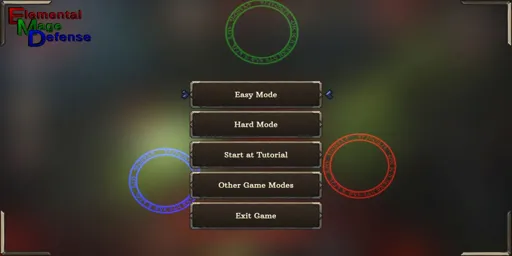 Elemental
Mage
Defense
Easy Mode
Hard Mode
Start at Tutorial
Other Game Modes
Exit Game